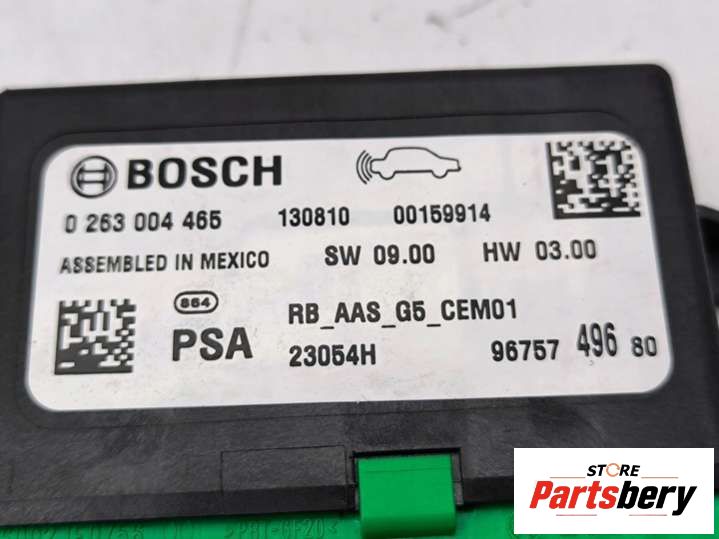 BOSCH
0 263 004 465 130810 00159914
ASSEMBLED IN MEXICO SW 09.00 HW 03.00
664 RB_AAS_G5_CEM01
PSA 23054H 96757 496 80
STORE
Partsbery